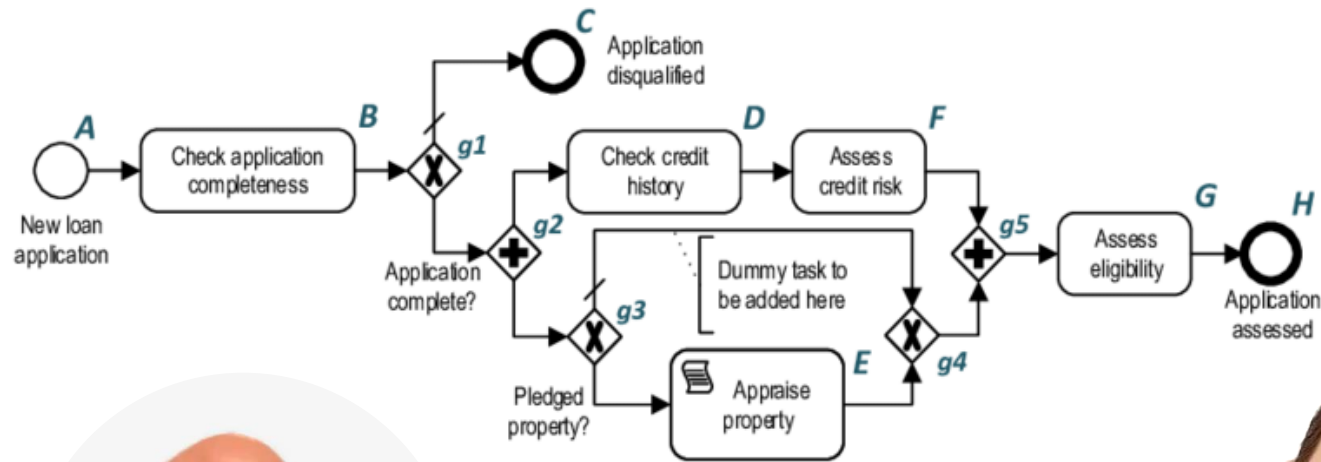 A
New loan
application
B
Check application
completeness
g1
C
Application
disqualified
Application
complete?
g2
D
Check credit
history
F
Assess
credit risk
g3
Pledged
property?
Dummy task to
be added here
E
Appraise
property
g4
g5
G
Assess
eligibility
H
Application
assessed